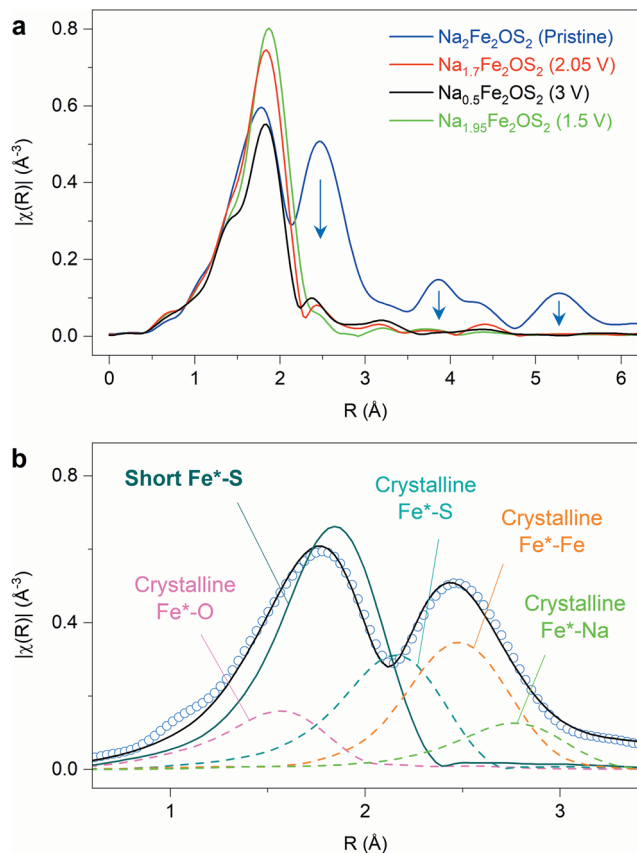 a
0.8
0.6
0.4
0.2
0.0
|χ(R)| (Å⁻³)
Na₂Fe₂OS₂ (Pristine)
Na₁.₇Fe₂OS₂ (2.05 V)
Na₀.₅Fe₂OS₂ (3 V)
Na₁.₉₅Fe₂OS₂ (1.5 V)
0 1 2 3 4 5 6
R (Å)
b
0.8
0.4
0.0
|χ(R)| (Å⁻³)
Short Fe*-S
Crystalline
Fe*-S
Crystalline
Fe*-Fe
Crystalline
Fe*-O
Crystalline
Fe*-Na
1 2 3
R (Å)